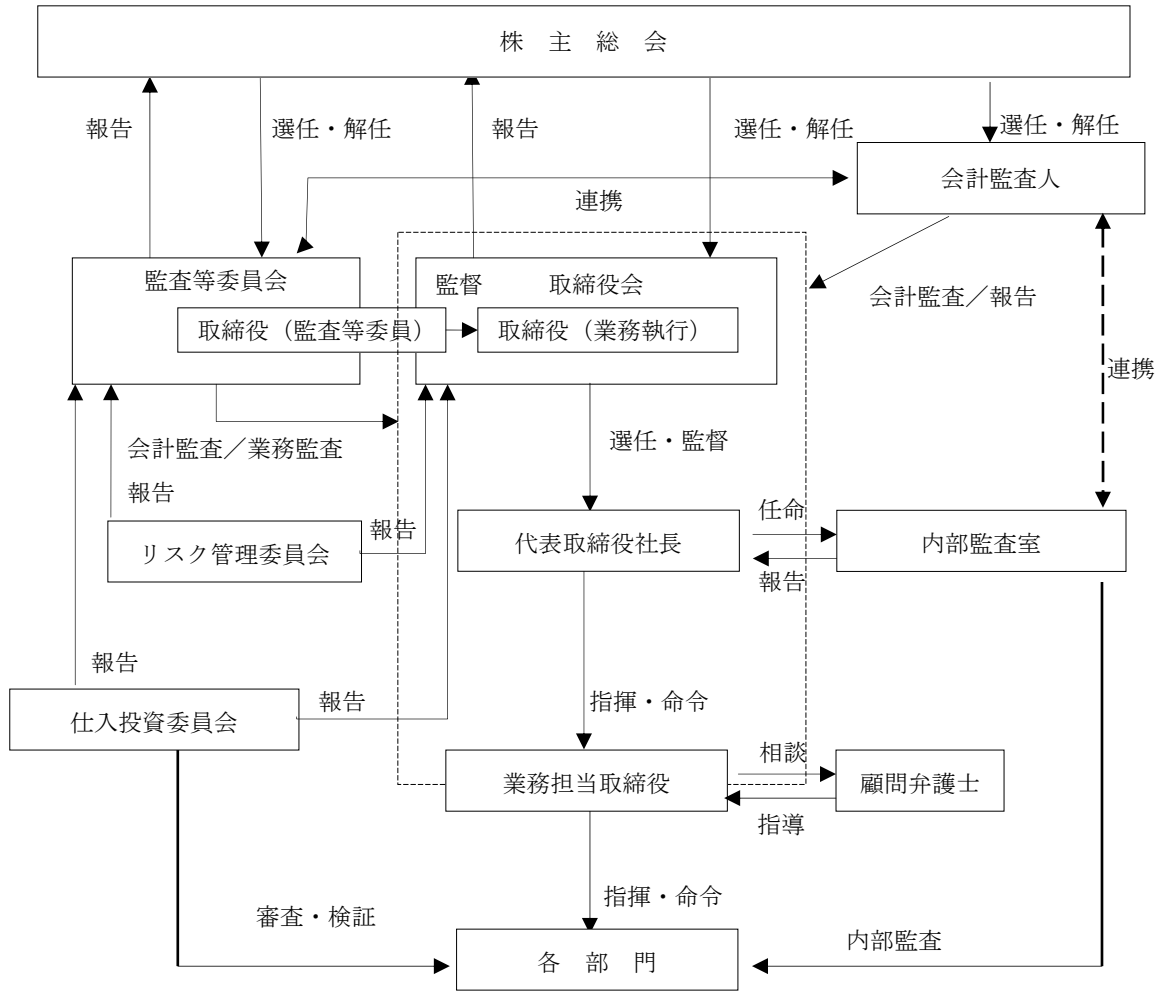 株　主　総　会
報告
選任・解任
報告
選任・解任
選任・解任
会計監査人
連携
監査等委員会
監督
取締役会
会計監査／報告
取締役（監査等委員）
取締役（業務執行）
連携
会計監査／業務監査
選任・監督
報告
リスク管理委員会
報告
代表取締役社長
任命
報告
内部監査室
報告
仕入投資委員会
報告
指揮・命令
業務担当取締役
相談
指導
顧問弁護士
指揮・命令
審査・検証
内部監査
各　部　門